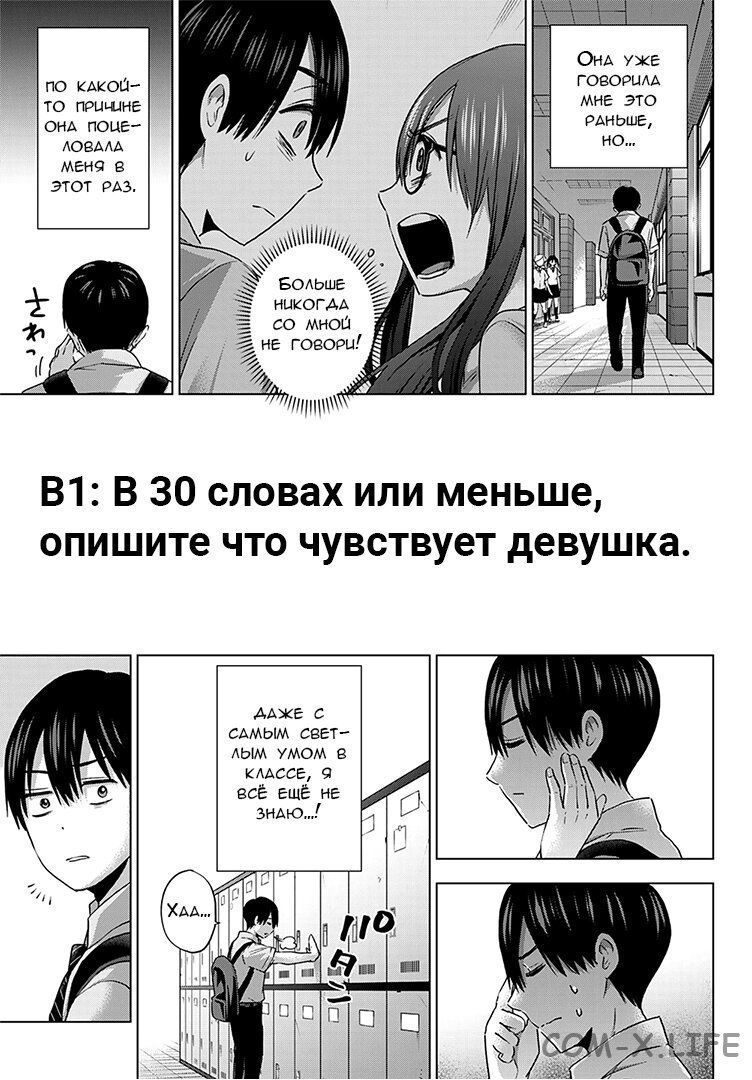 Она уже
говорила
мне это
раньше,
но...
Больше
никогда
со мной
не говори!
по какой-
то причине
она поце-
ловала
меня в
этот раз.
さわっ
В1: В 30 словах или меньше,
опишите что чувствует девушка.
даже с
самым свет-
лым умом в
классе, я
всё ещё не
знаю...!
Хаа...
COM-X.LIFE